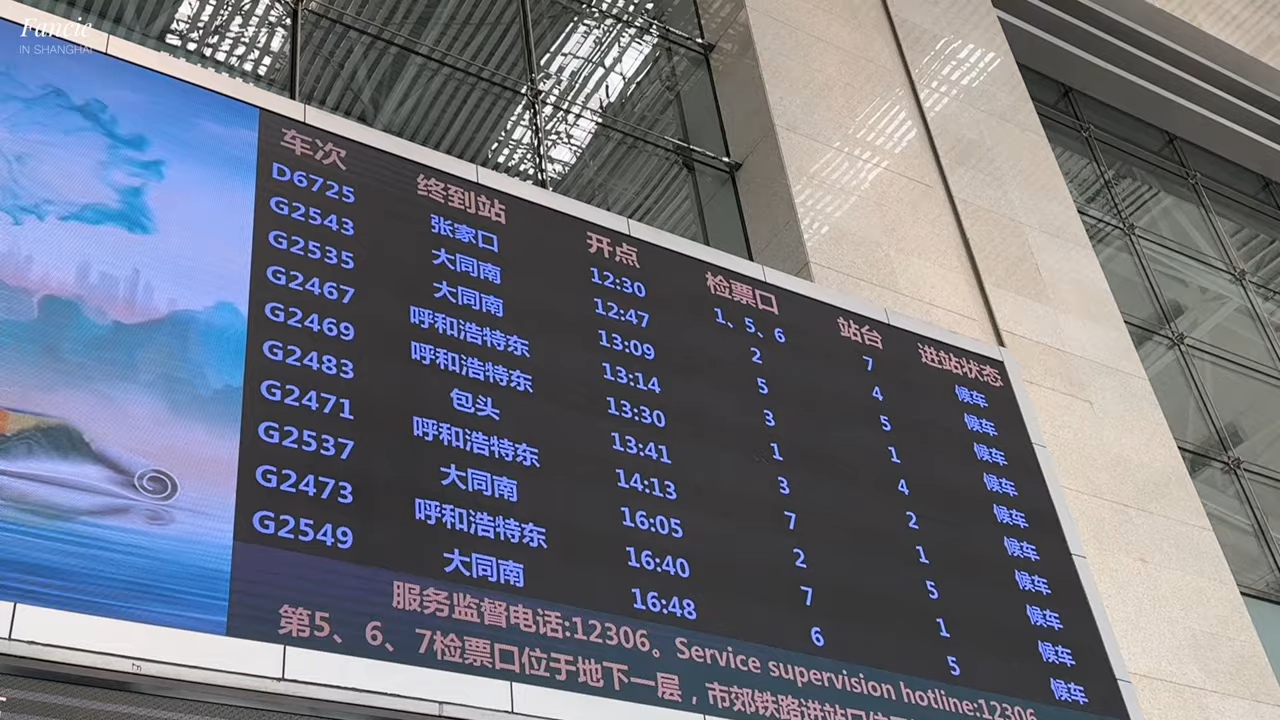 Fancie
IN SHANGHAI
车次 终到站 开点 检票口 站台 进站状态
D6725 张家口 12:30 1、5、6 7 候车
G2543 大同南 12:47 2 4 候车
G2535 大同南 13:09 5 5 候车
G2467 呼和浩特东 13:14 3 1 候车
G2469 呼和浩特东 13:30 1 4 候车
G2483 包头 13:41 3 2 候车
G2471 呼和浩特东 14:13 7 1 候车
G2537 大同南 16:05 2 5 候车
G2473 呼和浩特东 16:40 7 1 候车
G2549 大同南 16:48 6 5 候车
服务监督电话:12306。Service supervision hotline:12306
第5、6、7检票口位于地下一层，市郊铁路进站口